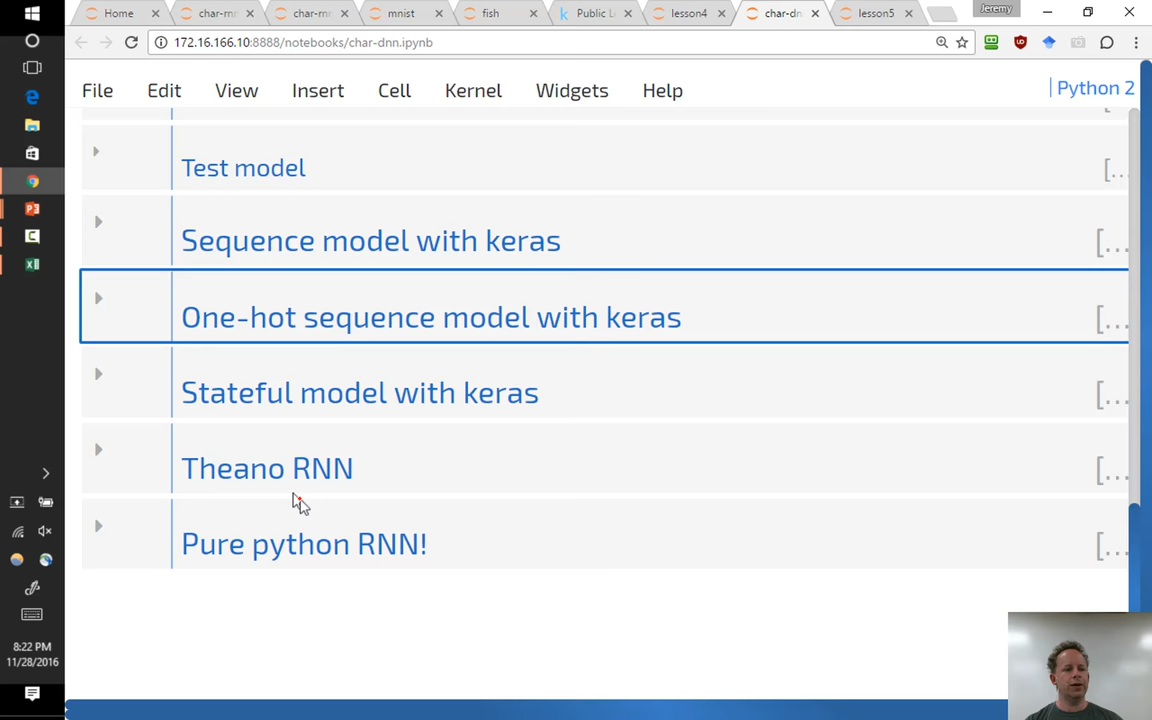 Home char-rnn char-rnn mnist fish Public L lesson4 char-dn lesson5 Jeremy
172.16.166.10:8888/notebooks/char-dnn.ipynb
File Edit View Insert Cell Kernel Widgets Help Python 2
Test model [...
Sequence model with keras [...
One-hot sequence model with keras [...
Stateful model with keras [...
Theano RNN [...
Pure python RNN! [...
8:22 PM
11/28/2016